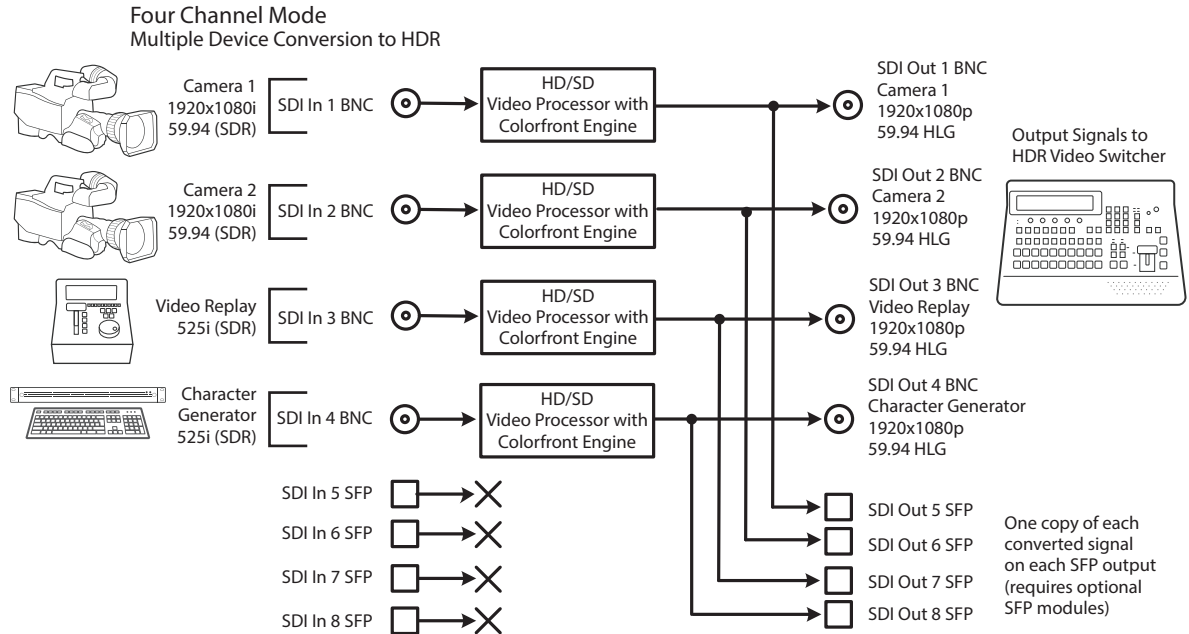 Four Channel Mode
Multiple Device Conversion to HDR
Camera 1
1920x1080i
59.94 (SDR)
SDI In 1 BNC
HD/SD
Video Processor with
Colorfront Engine
SDI Out 1 BNC
Camera 1
1920x1080p
59.94 HLG
Output Signals to
HDR Video Switcher
Camera 2
1920x1080i
59.94 (SDR)
SDI In 2 BNC
HD/SD
Video Processor with
Colorfront Engine
SDI Out 2 BNC
Camera 2
1920x1080p
59.94 HLG
Video Replay
525i (SDR)
SDI In 3 BNC
HD/SD
Video Processor with
Colorfront Engine
SDI Out 3 BNC
Video Replay
1920x1080p
59.94 HLG
Character
Generator
525i (SDR)
SDI In 4 BNC
HD/SD
Video Processor with
Colorfront Engine
SDI Out 4 BNC
Character Generator
1920x1080p
59.94 HLG
SDI In 5 SFP
SDI In 6 SFP
SDI In 7 SFP
SDI In 8 SFP
SDI Out 5 SFP
SDI Out 6 SFP
SDI Out 7 SFP
SDI Out 8 SFP
One copy of each
converted signal
on each SFP output
(requires optional
SFP modules)